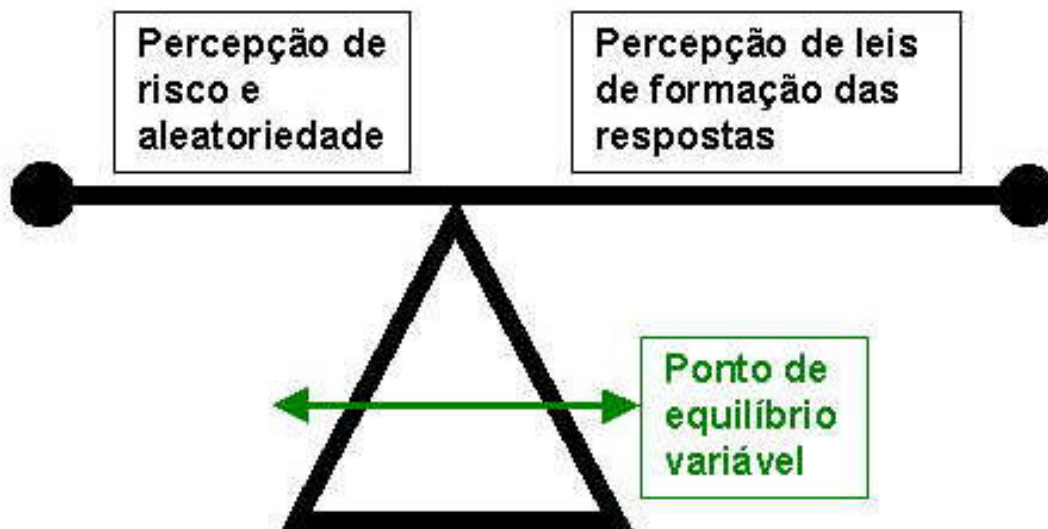 Percepção de
risco e
aleatoriedade
Percepção de leis
de formação das
respostas
Ponto de
equilíbrio
variável